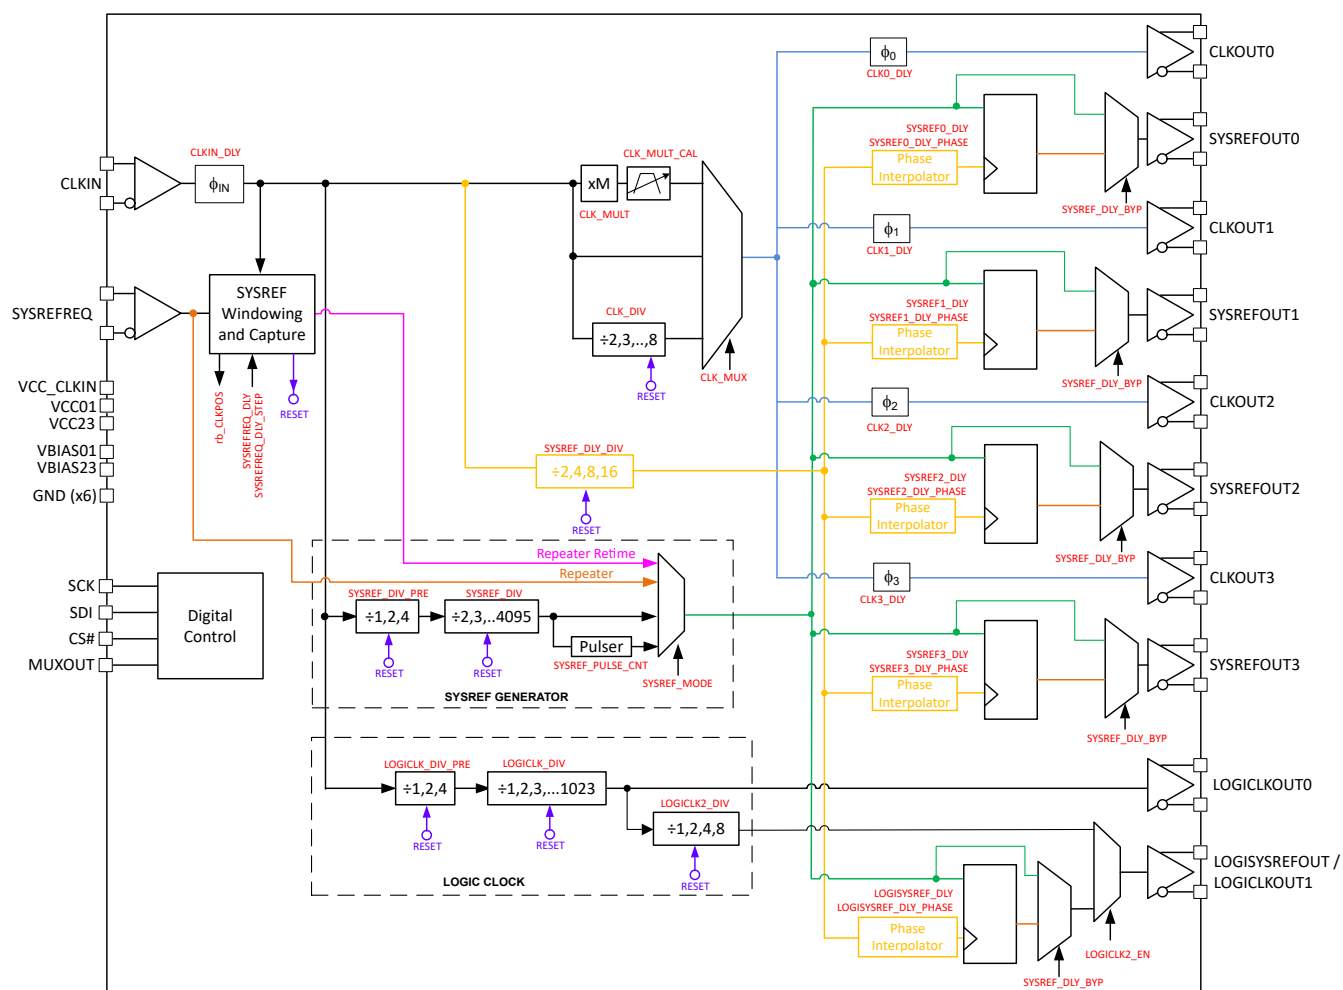 CLKIN
SYSREFREQ
VCC_CLKIN
VCC01
VCC23
VBIAS01
VBIAS23
GND (x6)
SCK
SDI
CS#
MUXOUT
Digital
Control
CLKIN_DLY
ϕIN
SYSREF
Windowing
and Capture
rb_CLKPOS
SYSREFREQ_DLY
SYSREFREQ_DLY_STEP
RESET
xM
CLK_MULT
CLK_MULT_CAL
CLK_DIV
÷2,3,..,8
RESET
CLK_MUX
SYSREF_DLY_DIV
÷2,4,8,16
RESET
Repeater Retime
Repeater
SYSREF_DIV_PRE
÷1,2,4
RESET
SYSREF_DIV
÷2,3,..4095
RESET
Pulser
SYSREF_PULSE_CNT
SYSREF_MODE
SYSREF GENERATOR
LOGICLK_DIV_PRE
÷1,2,4
RESET
LOGICLK_DIV
÷1,2,3,...1023
RESET
LOGICLK2_DIV
÷1,2,4,8
RESET
LOGIC CLOCK
ϕ0
CLK0_DLY
CLKOUT0
SYSREF0_DLY
SYSREF0_DLY_PHASE
Phase
Interpolator
SYSREF_DLY_BYP
SYSREFOUT0
ϕ1
CLK1_DLY
CLKOUT1
SYSREF1_DLY
SYSREF1_DLY_PHASE
Phase
Interpolator
SYSREF_DLY_BYP
SYSREFOUT1
ϕ2
CLK2_DLY
CLKOUT2
SYSREF2_DLY
SYSREF2_DLY_PHASE
Phase
Interpolator
SYSREF_DLY_BYP
SYSREFOUT2
ϕ3
CLK3_DLY
CLKOUT3
SYSREF3_DLY
SYSREF3_DLY_PHASE
Phase
Interpolator
SYSREF_DLY_BYP
SYSREFOUT3
LOGICLKOUT0
LOGISYSREF_DLY
LOGISYSREF_DLY_PHASE
Phase
Interpolator
SYSREF_DLY_BYP
LOGICLK2_EN
LOGISYSREFOUT /
LOGICLKOUT1